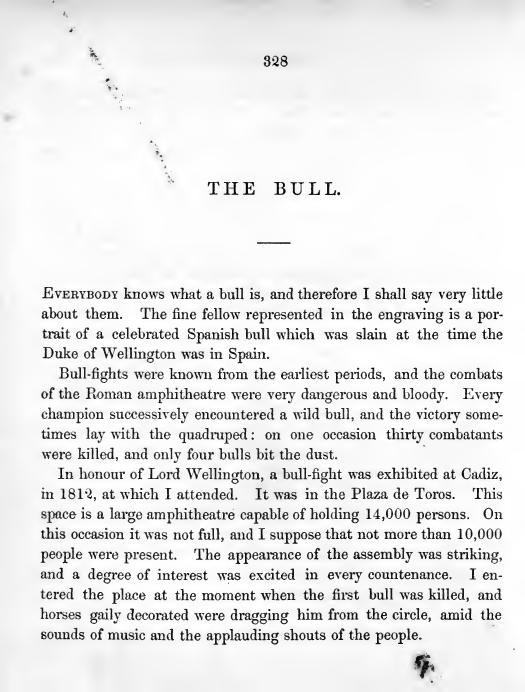 328
THE BULL.
EVERYBODY knows what a bull is, and therefore I shall say very little
about them. The fine fellow represented in the engraving is a por-
trait of a celebrated Spanish bull which was slain at the time the
Duke of Wellington was in Spain.
Bull-fights were known from the earliest periods, and the combats
of the Roman amphitheatre were very dangerous and bloody. Every
champion successively encountered a wild bull, and the victory some-
times lay with the quadruped: on one occasion thirty combatants
were killed, and only four bulls bit the dust.
In honour of Lord Wellington, a bull-fight was exhibited at Cadiz,
in 1812, at which I attended. It was in the Plaza de Toros. This
space is a large amphitheatre capable of holding 14,000 persons. On
this occasion it was not full, and I suppose that not more than 10,000
people were present. The appearance of the assembly was striking,
and a degree of interest was excited in every countenance. I en-
tered the place at the moment when the first bull was killed, and
horses gaily decorated were dragging him from the circle, amid the
sounds of music and the applauding shouts of the people.